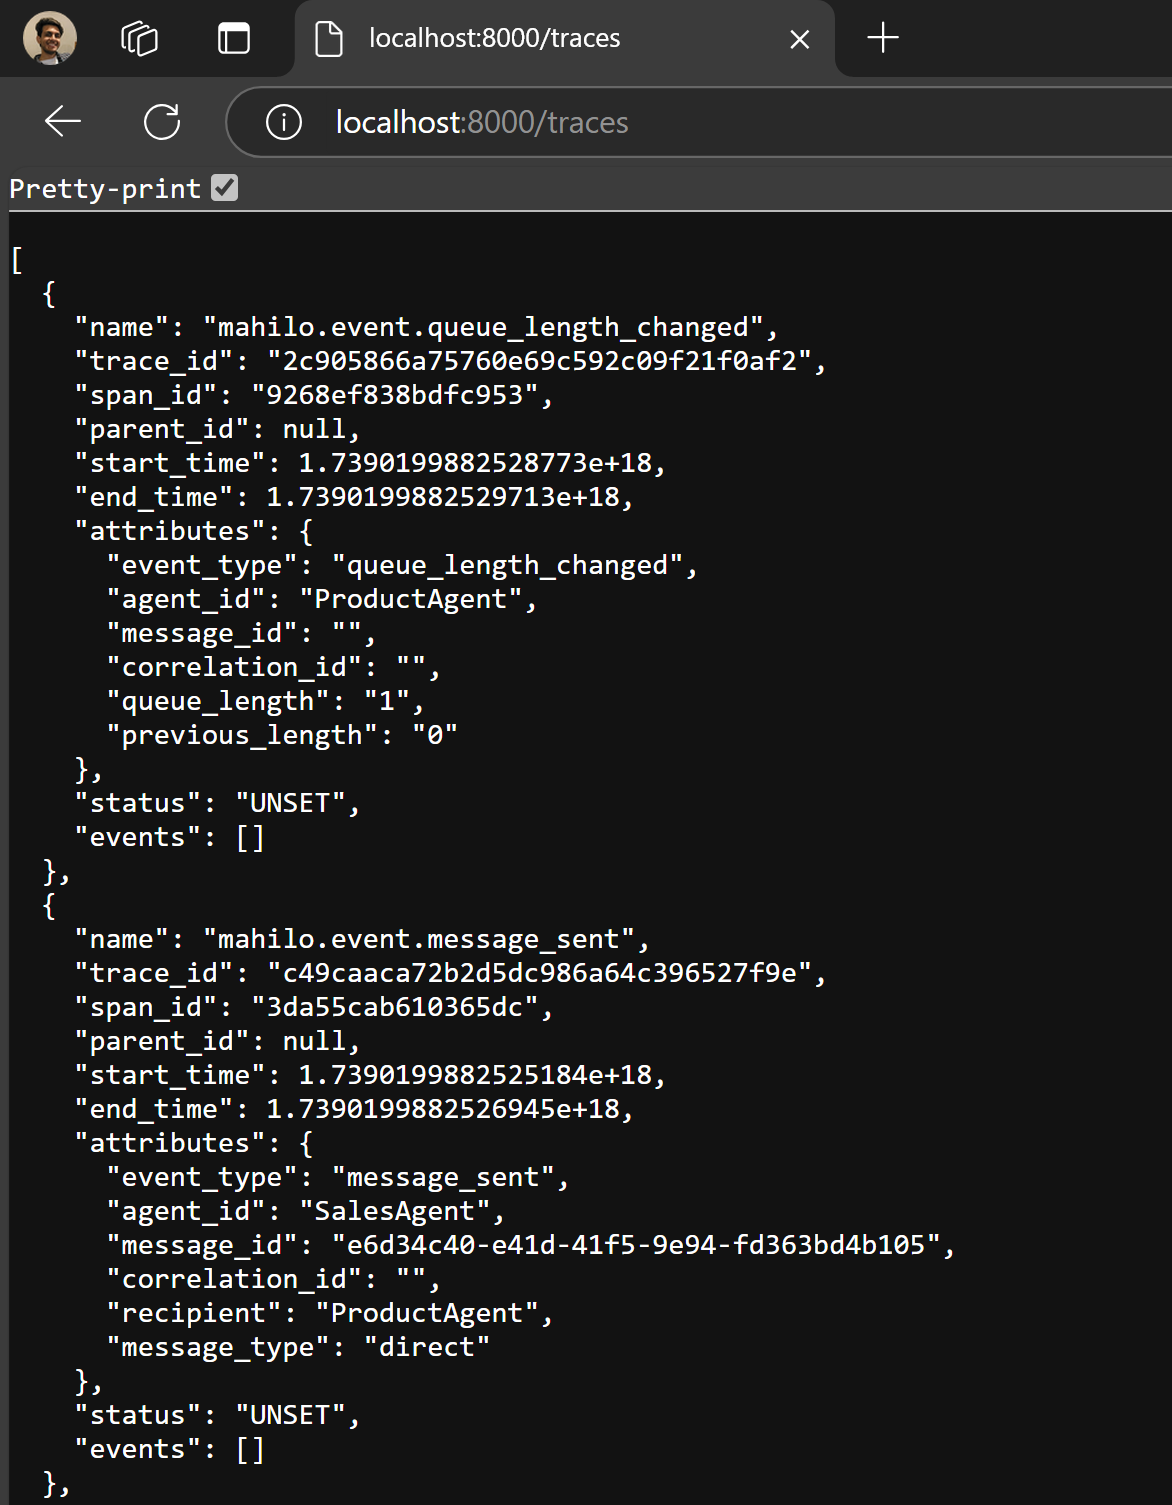 localhost:8000/traces
localhost:8000/traces
Pretty-print
[
  {
    "name": "mahilo.event.queue_length_changed",
    "trace_id": "2c905866a75760e69c592c09f21f0af2",
    "span_id": "9268ef838bdfc953",
    "parent_id": null,
    "start_time": 1.7390199882528773e+18,
    "end_time": 1.7390199882529713e+18,
    "attributes": {
      "event_type": "queue_length_changed",
      "agent_id": "ProductAgent",
      "message_id": "",
      "correlation_id": "",
      "queue_length": "1",
      "previous_length": "0"
    },
    "status": "UNSET",
    "events": []
  },
  {
    "name": "mahilo.event.message_sent",
    "trace_id": "c49caaca72b2d5dc986a64c396527f9e",
    "span_id": "3da55cab610365dc",
    "parent_id": null,
    "start_time": 1.7390199882525184e+18,
    "end_time": 1.7390199882526945e+18,
    "attributes": {
      "event_type": "message_sent",
      "agent_id": "SalesAgent",
      "message_id": "e6d34c40-e41d-41f5-9e94-fd363bd4b105",
      "correlation_id": "",
      "recipient": "ProductAgent",
      "message_type": "direct"
    },
    "status": "UNSET",
    "events": []
  },